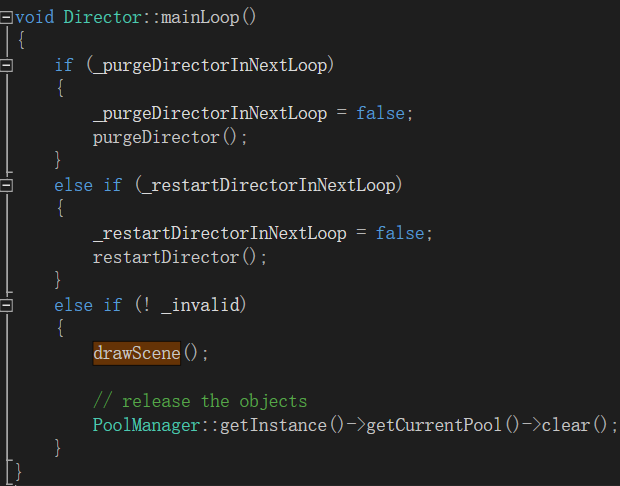 void Director::mainLoop()
{
    if (_purgeDirectorInNextLoop)
    {
        _purgeDirectorInNextLoop = false;
        purgeDirector();
    }
    else if (_restartDirectorInNextLoop)
    {
        _restartDirectorInNextLoop = false;
        restartDirector();
    }
    else if (! _invalid)
    {
        drawScene();

        // release the objects
        PoolManager::getInstance()->getCurrentPool()->clear();
    }
}